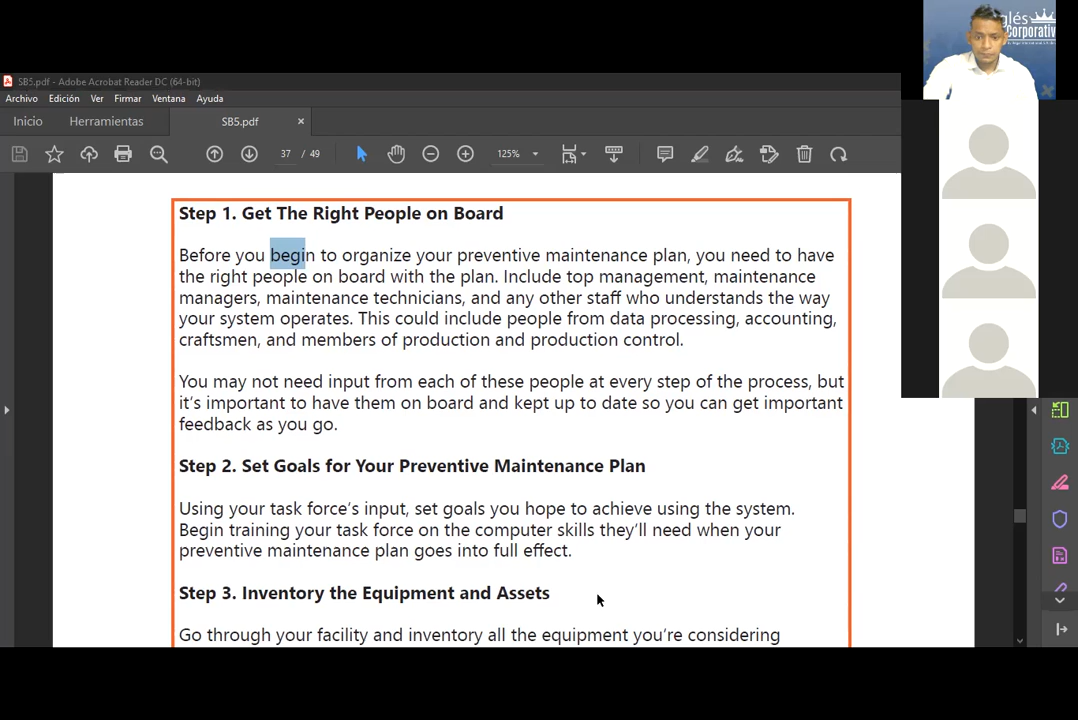 glés
Corporativ
SB5.pdf - Adobe Acrobat Reader DC (64-bit)
Archivo Edición Ver Firmar Ventana Ayuda
Inicio Herramientas SB5.pdf ×
37 / 49 125%
Step 1. Get The Right People on Board
Before you begin to organize your preventive maintenance plan, you need to have
the right people on board with the plan. Include top management, maintenance
managers, maintenance technicians, and any other staff who understands the way
your system operates. This could include people from data processing, accounting,
craftsmen, and members of production and production control.
You may not need input from each of these people at every step of the process, but
it's important to have them on board and kept up to date so you can get important
feedback as you go.
Step 2. Set Goals for Your Preventive Maintenance Plan
Using your task force's input, set goals you hope to achieve using the system.
Begin training your task force on the computer skills they'll need when your
preventive maintenance plan goes into full effect.
Step 3. Inventory the Equipment and Assets
Go through your facility and inventory all the equipment you're considering